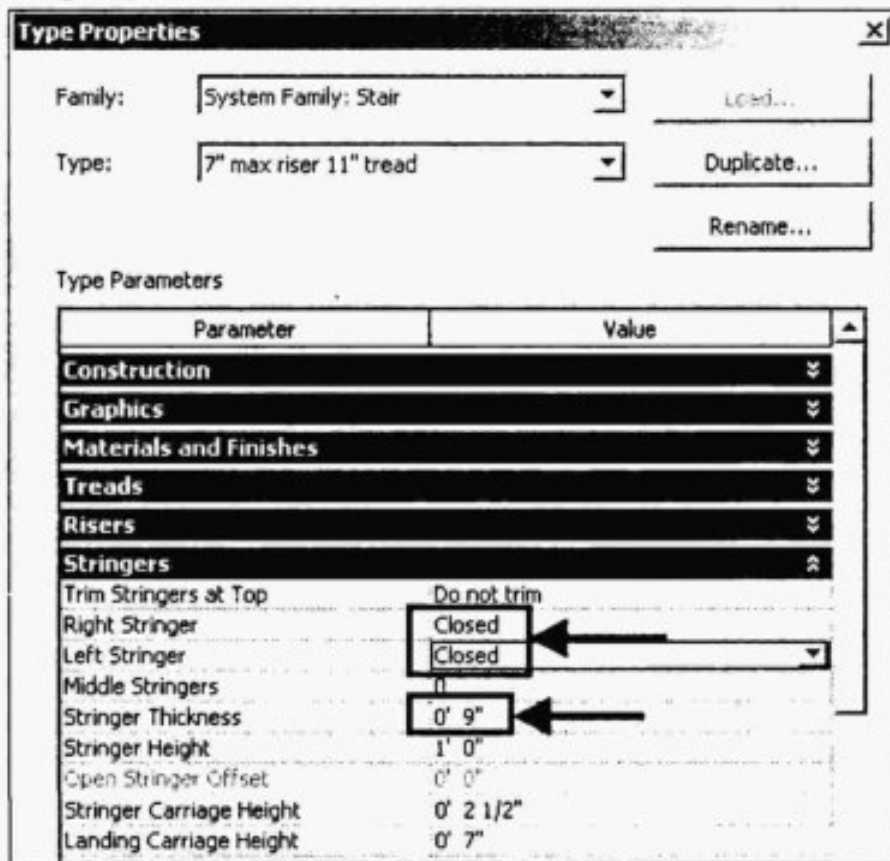 Type Properties
Family: System Family: Stair Load...
Type: 7" max riser 11" tread Duplicate...
Rename...
Type Parameters
Parameter Value
Construction
Graphics
Materials and Finishes
Treads
Risers
Stringers
Trim Stringers at Top Do not trim
Right Stringer Closed
Left Stringer Closed
Middle Stringers 0
Stringer Thickness 0' 9"
Stringer Height 1' 0"
Open Stringer Offset 0' 0"
Stringer Carriage Height 0' 2 1/2"
Landing Carriage Height 0' 7"